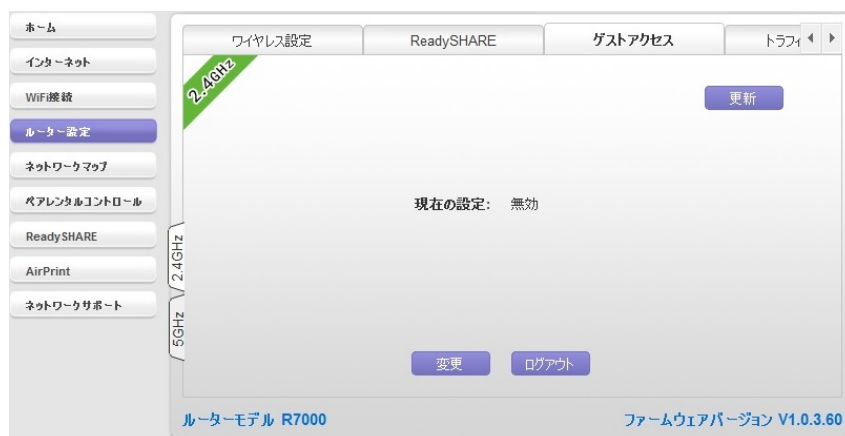 ホーム
インターネット
WiFi接続
ルーター設定
ネットワークマップ
ペアレンタルコントロール
ReadySHARE
AirPrint
ネットワークサポート
ワイヤレス設定
ReadySHARE
ゲストアクセス
トラフィ
2.4GHz
更新
現在の設定: 無効
2.4GHz
5GHz
変更
ログアウト
ルーターモデル R7000
ファームウェアバージョン V1.0.3.60